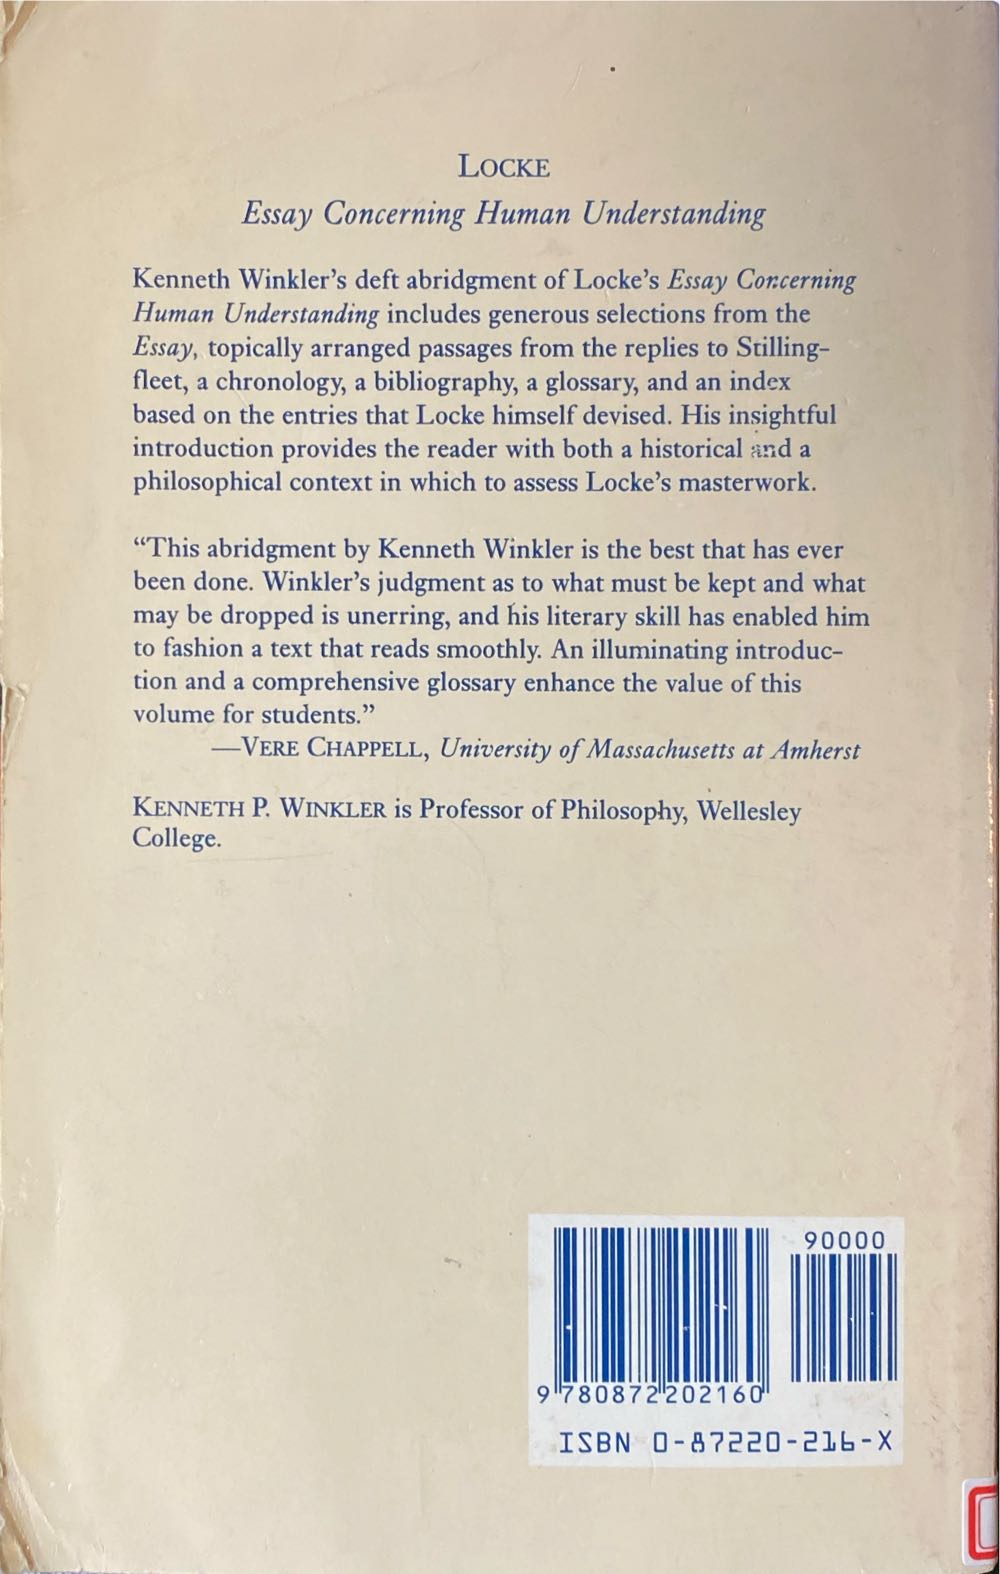 LOCKE
Essay Concerning Human Understanding
Kenneth Winkler’s deft abridgment of Locke’s Essay Concerning
Human Understanding includes generous selections from the
Essay, topically arranged passages from the replies to Stilling-
fleet, a chronology, a bibliography, a glossary, and an index
based on the entries that Locke himself devised. His insightful
introduction provides the reader with both a historical and a
philosophical context in which to assess Locke’s masterwork.
“This abridgment by Kenneth Winkler is the best that has ever
been done. Winkler’s judgment as to what must be kept and what
may be dropped is unerring, and his literary skill has enabled him
to fashion a text that reads smoothly. An illuminating introduc-
tion and a comprehensive glossary enhance the value of this
volume for students.”
—VERE CHAPPELL, University of Massachusetts at Amherst
KENNETH P. WINKLER is Professor of Philosophy, Wellesley
College.
90000
9 780872 202160
ISBN 0-87220-216-X